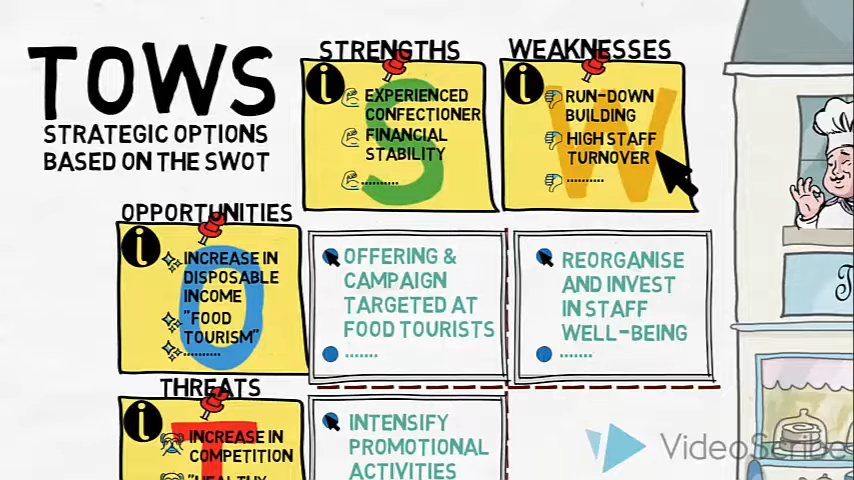 TOWS
STRATEGIC OPTIONS
BASED ON THE SWOT
STRENGTHS
EXPERIENCED
CONFECTIONER
FINANCIAL
STABILITY
..........
WEAKNESSES
RUN-DOWN
BUILDING
HIGH STAFF
TURNOVER
..........
OPPORTUNITIES
INCREASE IN
DISPOSABLE
INCOME
"FOOD
TOURISM"
..........
OFFERING &
CAMPAIGN
TARGETED AT
FOOD TOURISTS
.......
REORGANISE
AND INVEST
IN STAFF
WELL-BEING
.......
THREATS
INCREASE IN
COMPETITION
"HEALTHY
INTENSIFY
PROMOTIONAL
ACTIVITIES
S
W
O
T
VideoScribe